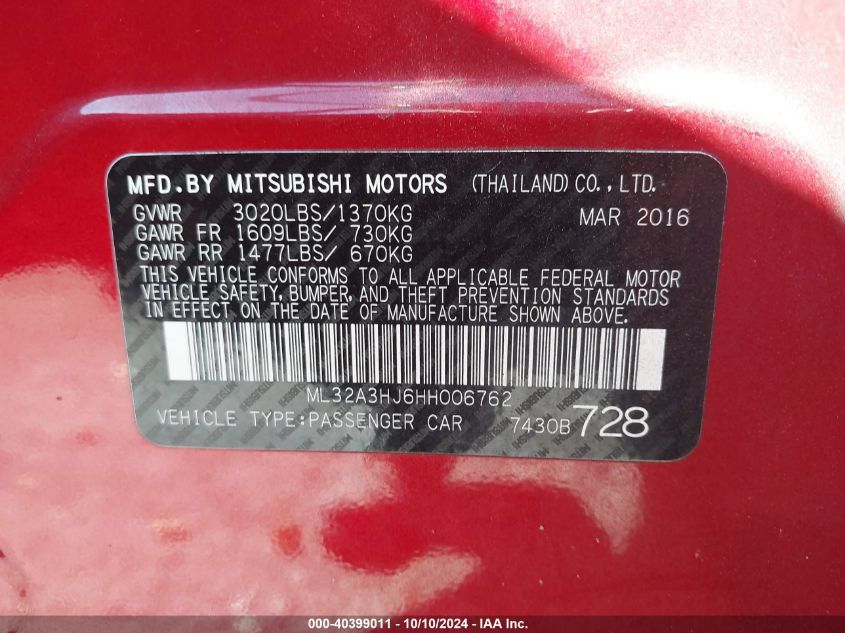 MFD.BY MITSUBISHI MOTORS (THAILAND)CO.,LTD.
GVWR 3020LBS/1370KG MAR 2016
GAWR FR 1609LBS/ 730KG
GAWR RR 1477LBS/ 670KG
THIS VEHICLE CONFORMS TO ALL APPLICABLE FEDERAL MOTOR
VEHICLE SAFETY, BUMPER, AND THEFT PREVENTION STANDARDS
IN EFFECT ON THE DATE OF MANUFACTURE SHOWN ABOVE.
ML32A3HJ6HH006762
VEHICLE TYPE:PASSENGER CAR 7430B 728
000-40399011 - 10/10/2024 - IAA Inc.